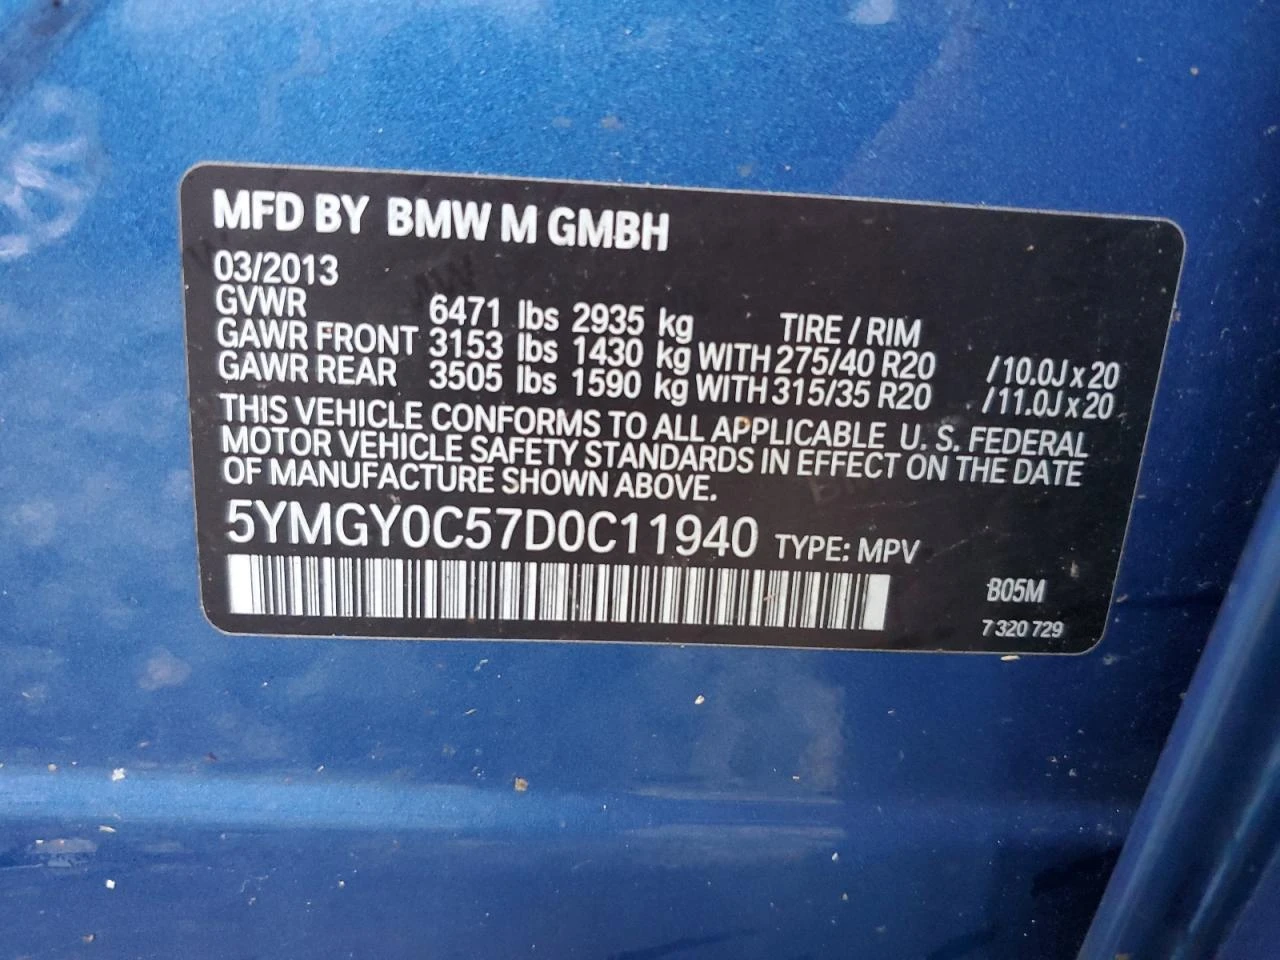 MFD BY BMW M GMBH
03/2013
GVWR 6471 lbs 2935 kg TIRE / RIM
GAWR FRONT 3153 lbs 1430 kg WITH 275/40 R20 / 10.0J x 20
GAWR REAR 3505 lbs 1590 kg WITH 315/35 R20 / 11.0J x 20
THIS VEHICLE CONFORMS TO ALL APPLICABLE U. S. FEDERAL
MOTOR VEHICLE SAFETY STANDARDS IN EFFECT ON THE DATE
OF MANUFACTURE SHOWN ABOVE.
5YMGY0C57D0C11940 TYPE: MPV
B05M
7 320 729